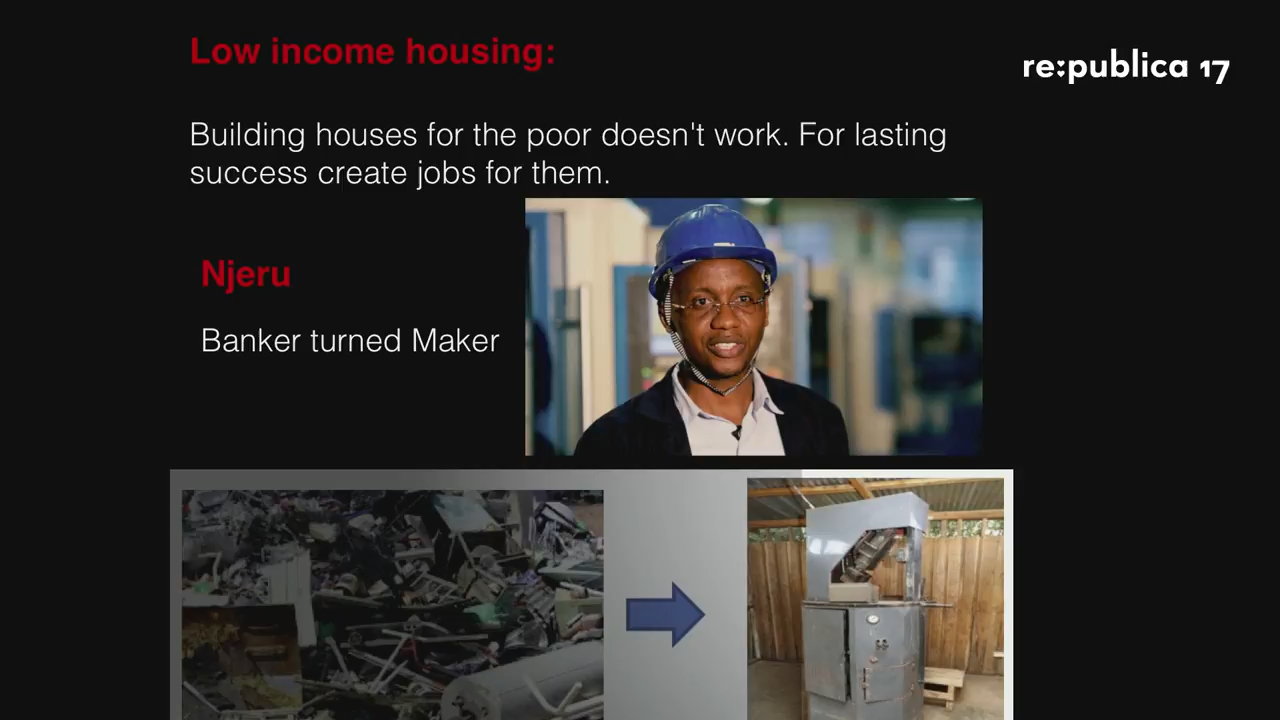 Low income housing:
re:publica 17
Building houses for the poor doesn't work. For lasting
success create jobs for them.
Njeru
Banker turned Maker